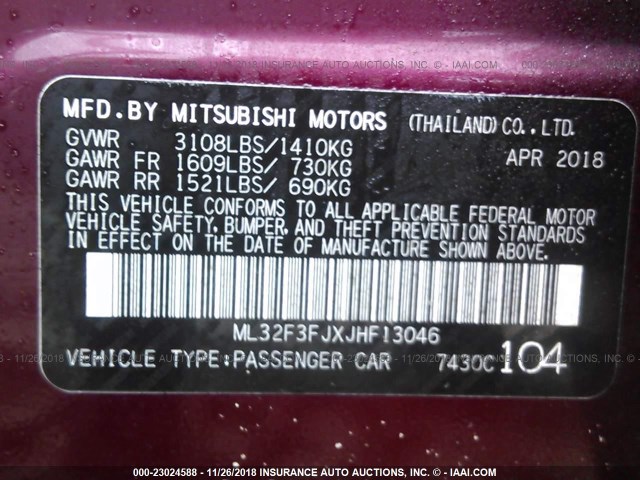 MFD.BY MITSUBISHI MOTORS (THAILAND)CO.,LTD.
GVWR 3108LBS/1410KG
APR 2018
GAWR FR 1609LBS/ 730KG
GAWR RR 1521LBS/ 690KG
THIS VEHICLE CONFORMS TO ALL APPLICABLE FEDERAL MOTOR
VEHICLE SAFETY, BUMPER, AND THEFT PREVENTION STANDARDS
IN EFFECT ON THE DATE OF MANUFACTURE SHOWN ABOVE.
ML32F3FJXJHF13046
VEHICLE TYPE:PASSENGER CAR 7430C104
000-23024588 - 11/26/2018 - INSURANCE AUTO AUCTIONS, INC. - © - WWW.IAAI.COM